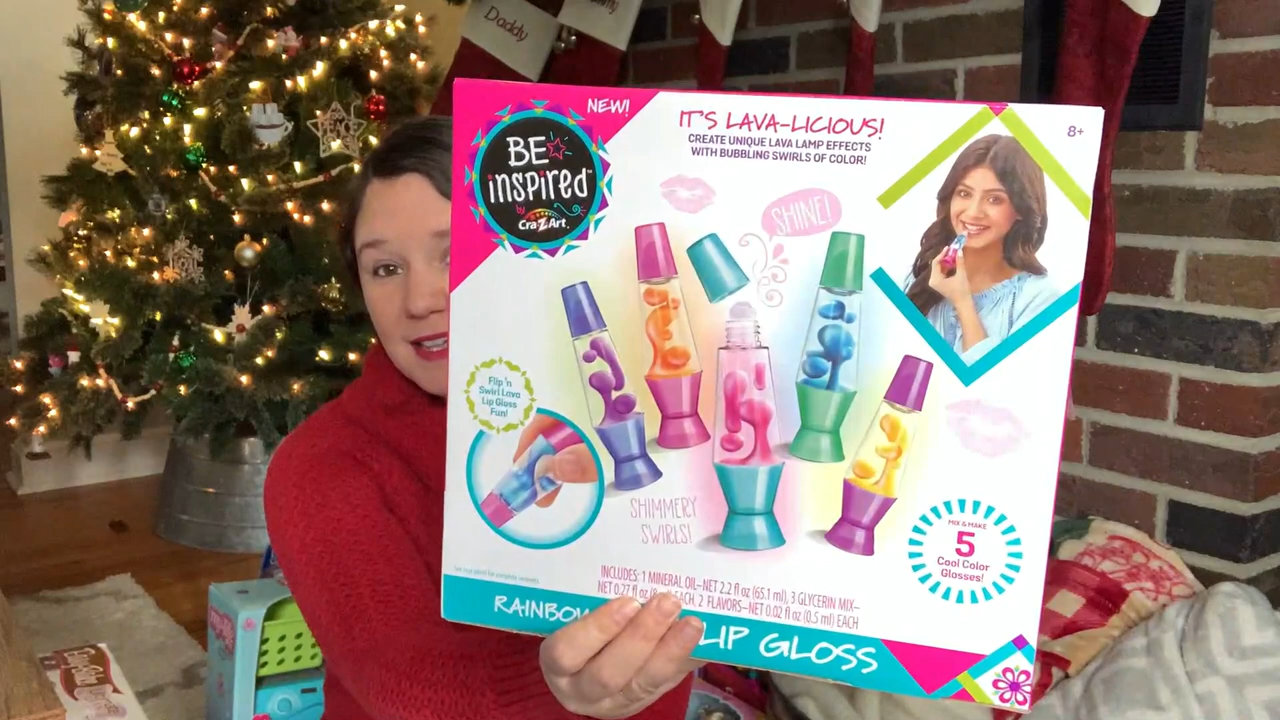 Daddy
NEW!
BE
inspired™
by
Cra-Z-Art
IT'S LAVA-LICIOUS!
CREATE UNIQUE LAVA LAMP EFFECTS
WITH BUBBLING SWIRLS OF COLOR!
8+
SHINE!
Flip 'n
Swirl Lava
Lip Gloss
Fun!
SHIMMERY
SWIRLS!
MIX & MAKE
5
Cool Color
Glosses!
INCLUDES: 1 MINERAL OIL–NET 2.2 fl oz (65.1 ml), 3 GLYCERIN MIX–
NET 0.27 fl oz EACH, 2 FLAVORS–NET 0.02 fl oz (0.5 ml) EACH
RAINBOW LIP GLOSS
PEACE